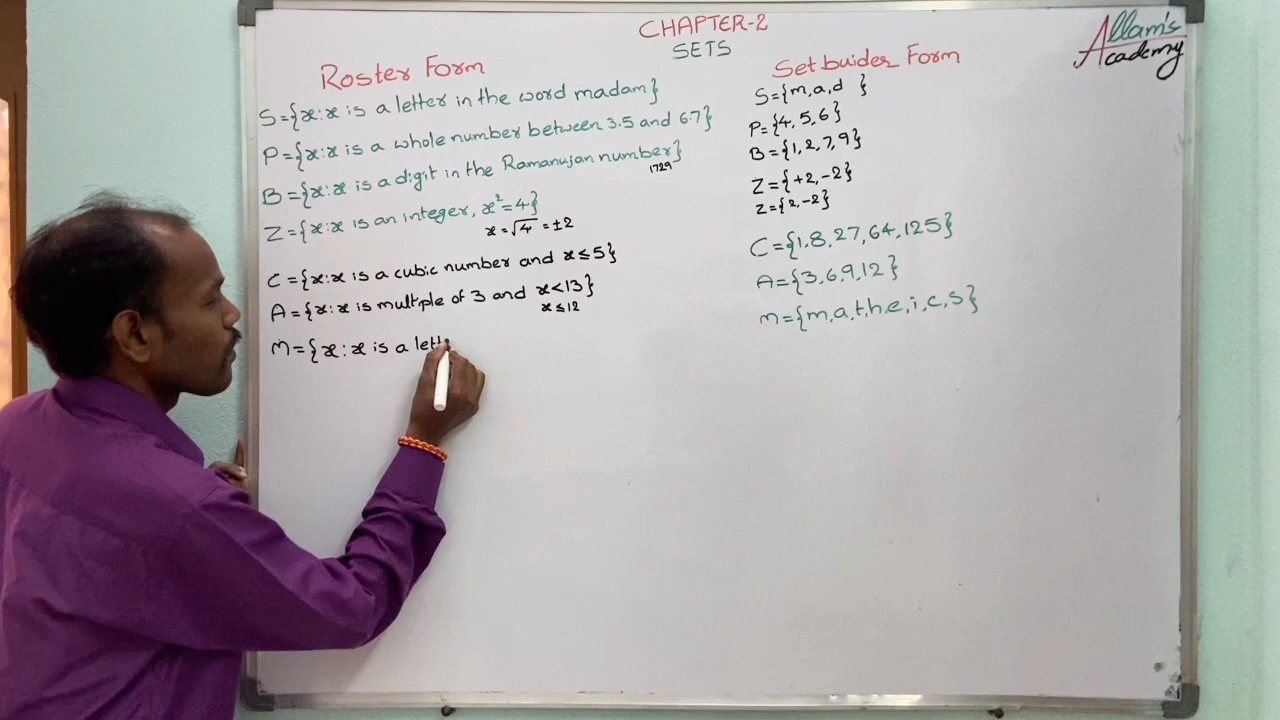 CHAPTER-2
SETS
Allam's
Academy
Roster Form
S={x:x is a letter in the word madam}
P={x:x is a whole number between 3.5 and 6.7}
B={x:x is a digit in the Ramanujan number}
1729
Z={x:x is an integer, x²=4}
x=√4=±2
C={x:x is a cubic number and x≤5}
A={x:x is multiple of 3 and x<13}
x≤12
M={x:x is a lette
Setbuider Form
S={m,a,d }
P={4,5,6}
B={1,2,7,9}
Z={+2,-2}
Z={2,-2}
C={1,8,27,64,125}
A={3,6,9,12}
M={m,a,t,h,e,i,c,s}